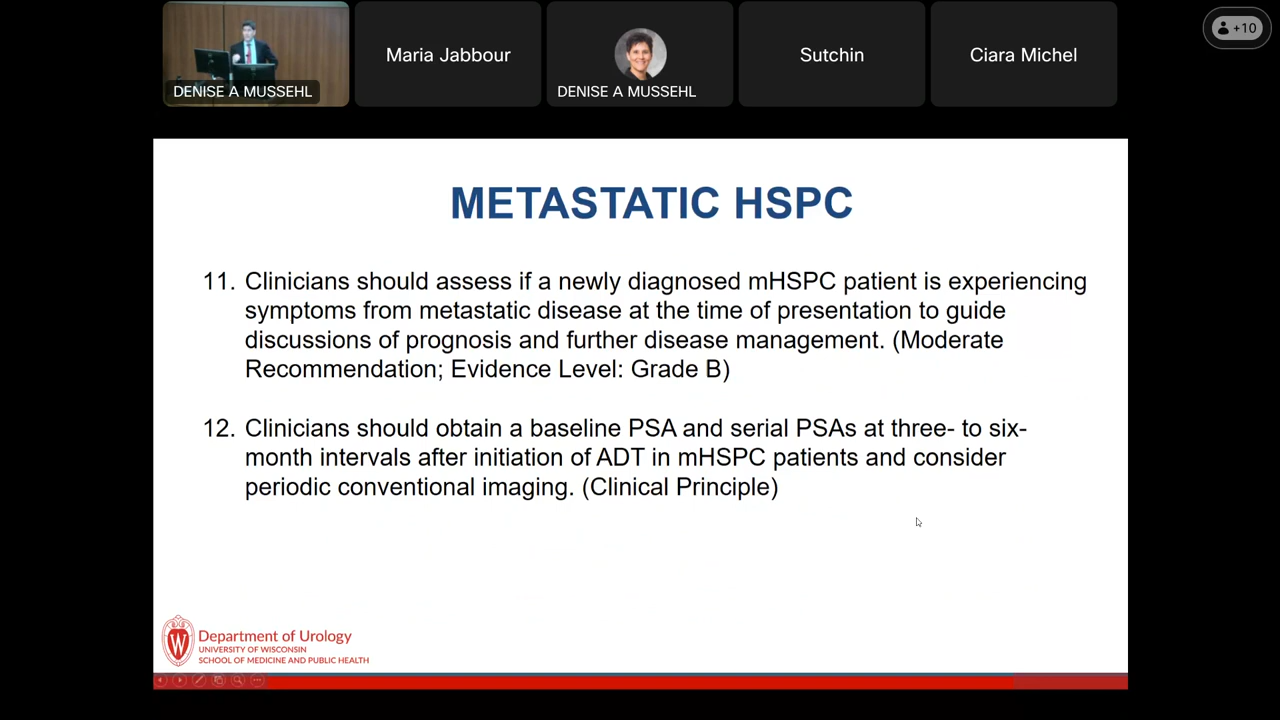 +10
DENISE A MUSSEHL
Maria Jabbour
DENISE A MUSSEHL
Sutchin
Ciara Michel
METASTATIC HSPC
11. Clinicians should assess if a newly diagnosed mHSPC patient is experiencing
symptoms from metastatic disease at the time of presentation to guide
discussions of prognosis and further disease management. (Moderate
Recommendation; Evidence Level: Grade B)
12. Clinicians should obtain a baseline PSA and serial PSAs at three- to six-
month intervals after initiation of ADT in mHSPC patients and consider
periodic conventional imaging. (Clinical Principle)
W
Department of Urology
UNIVERSITY OF WISCONSIN
SCHOOL OF MEDICINE AND PUBLIC HEALTH